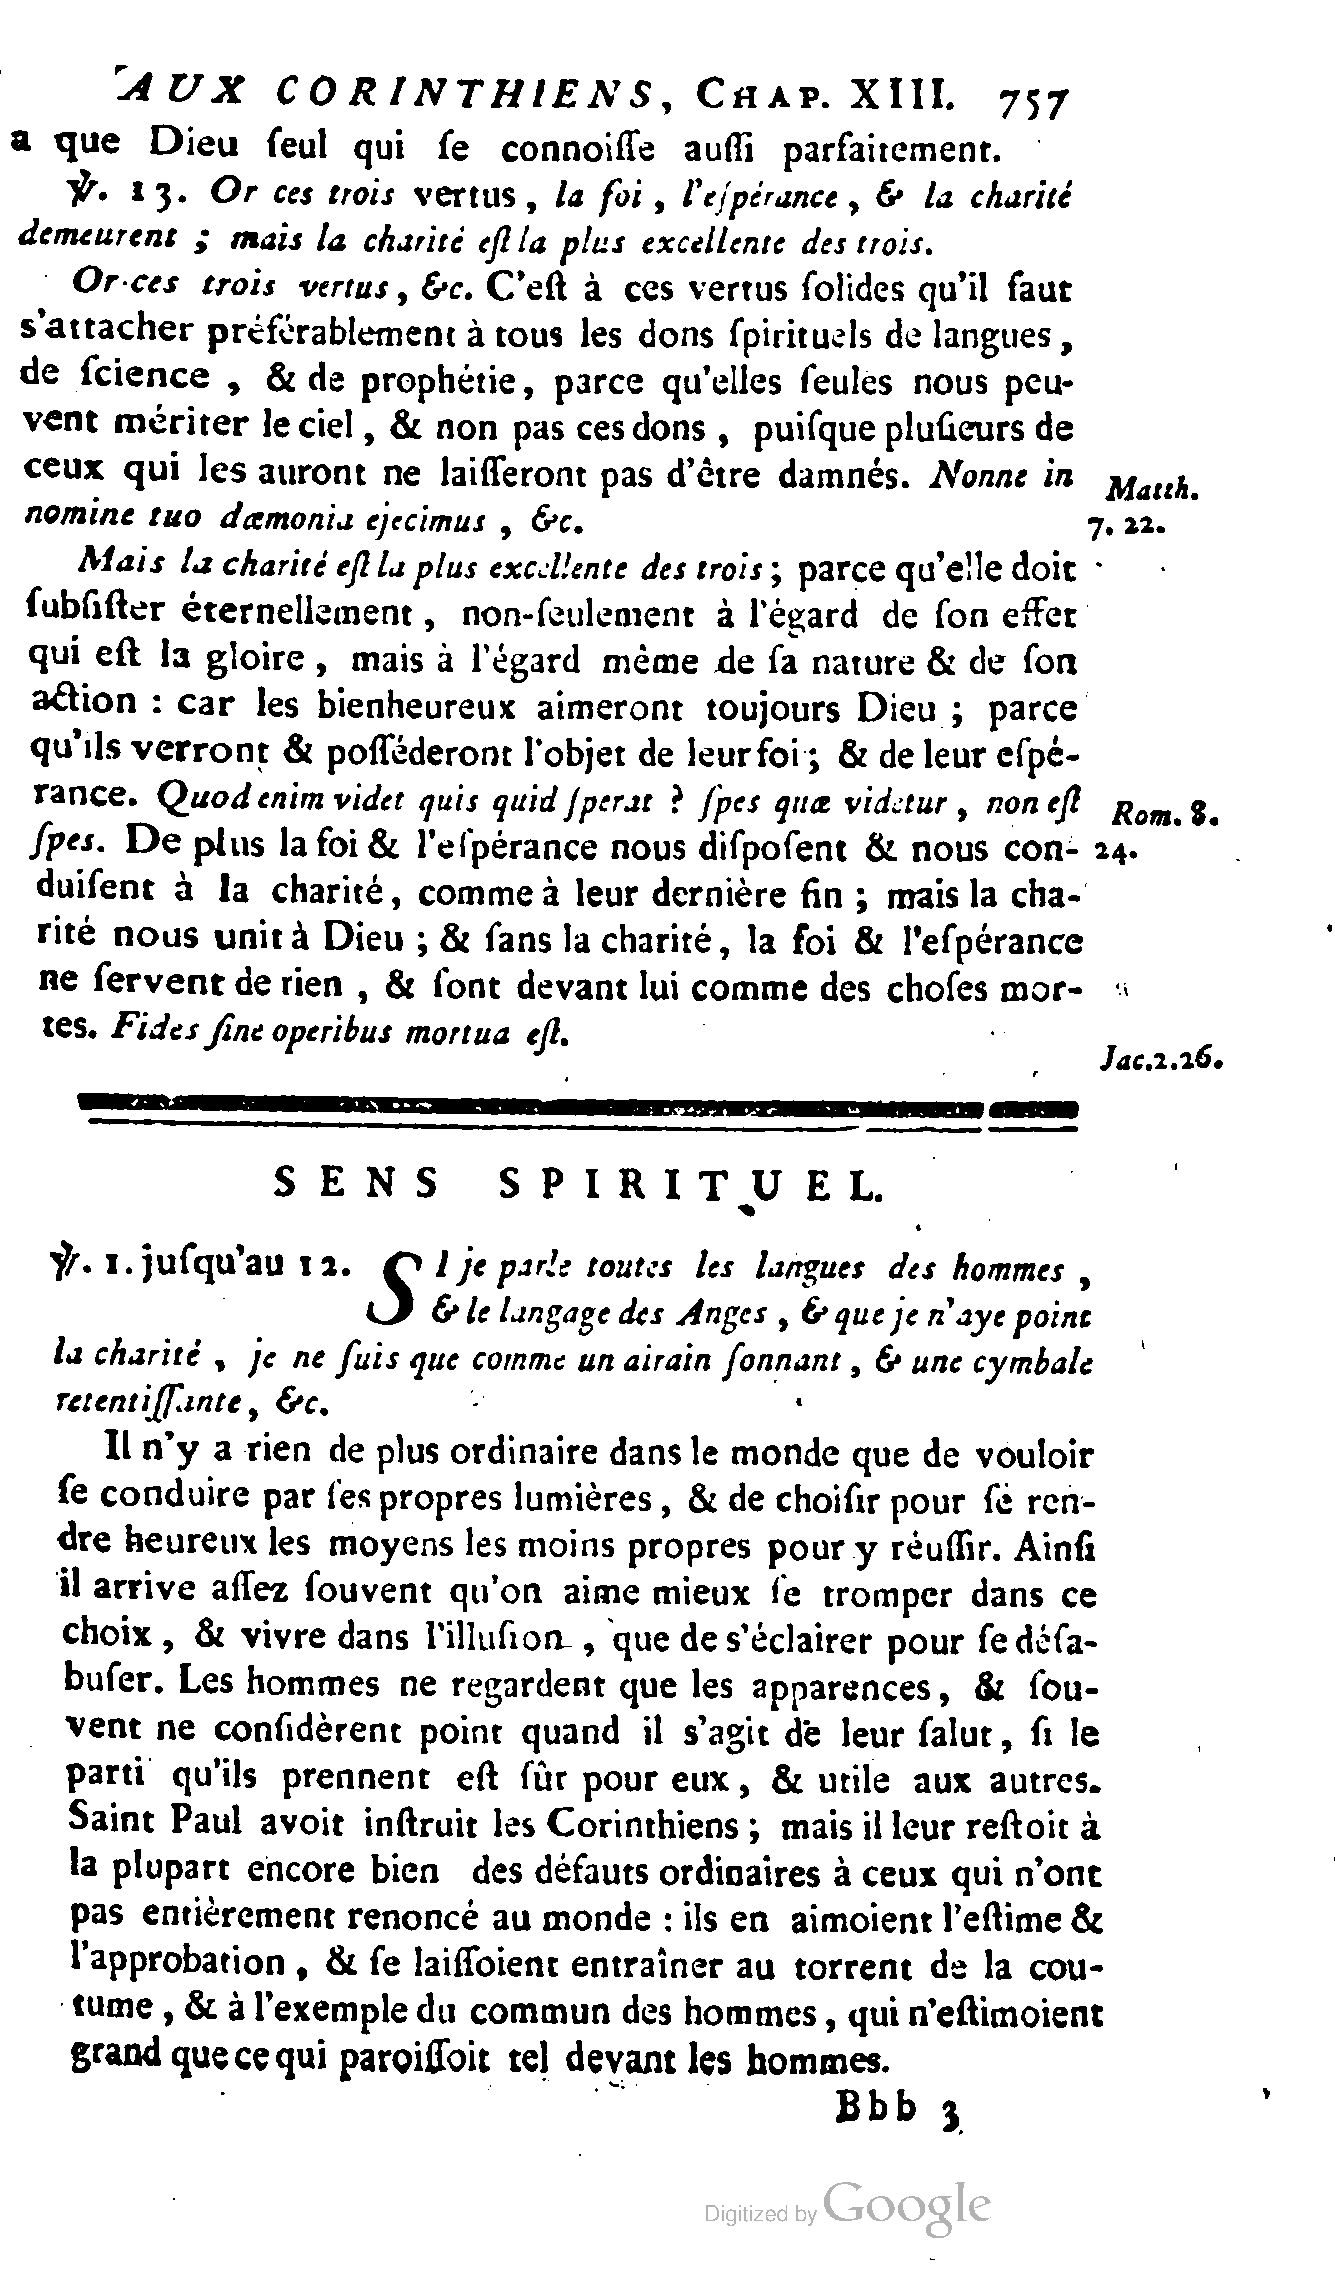 AUX CORINTHIENS, CHAP. XIII. 757
a que Dieu ſeul qui ſe connoiſſe auſſi parfaitement.
℣. 13. Or ces trois vertus, la foi, l'eſpérance, & la charité
demeurent ; mais la charité eſt la plus excellente des trois.
Or ces trois vertus, &c. C'eſt à ces vertus ſolides qu'il faut
s'attacher préférablement à tous les dons ſpirituels de langues,
de ſcience, & de prophétie, parce qu'elles ſeules nous peu-
vent mériter le ciel, & non pas ces dons, puiſque pluſieurs de
ceux qui les auront ne laiſſeront pas d'être damnés. Nonne in
nomine tuo dæmonia ejecimus, &c.
Matth.
7. 22.
Mais la charité eſt la plus excellente des trois ; parce qu'elle doit
ſubſiſter éternellement, non-ſeulement à l'égard de ſon effet
qui eſt la gloire, mais à l'égard même de ſa nature & de ſon
action : car les bienheureux aimeront toujours Dieu ; parce
qu'ils verront & poſſéderont l'objet de leur foi ; & de leur eſpé-
rance. Quod enim videt quis quid ſperat ? ſpes quæ videtur, non eſt
ſpes. De plus la foi & l'eſpérance nous diſpoſent & nous con-
Rom. 8.
24.
duiſent à la charité, comme à leur dernière fin ; mais la cha-
rité nous unit à Dieu ; & ſans la charité, la foi & l'eſpérance
ne ſervent de rien, & ſont devant lui comme des choſes mor-
tes. Fides ſine operibus mortua eſt.
Jac. 2. 26.
SENS SPIRITUEL.
℣. 1. juſqu'au 12. SI je parle toutes les langues des hommes,
& le langage des Anges, & que je n'aye point
la charité, je ne ſuis que comme un airain ſonnant, & une cymbale
retentiſſante, &c.
Il n'y a rien de plus ordinaire dans le monde que de vouloir
ſe conduire par ſes propres lumières, & de choiſir pour ſe ren-
dre heureux les moyens les moins propres pour y réuſſir. Ainſi
il arrive aſſez ſouvent qu'on aime mieux ſe tromper dans ce
choix, & vivre dans l'illuſion, que de s'éclairer pour ſe déſa-
buſer. Les hommes ne regardent que les apparences, & ſou-
vent ne conſidèrent point quand il s'agit de leur ſalut, ſi le
parti qu'ils prennent eſt ſûr pour eux, & utile aux autres.
Saint Paul avoit inſtruit les Corinthiens ; mais il leur reſtoit à
la plupart encore bien des défauts ordinaires à ceux qui n'ont
pas entièrement renoncé au monde : ils en aimoient l'eſtime &
l'approbation, & ſe laiſſoient entraîner au torrent de la cou-
tume, & à l'exemple du commun des hommes, qui n'eſtimoient
grand que ce qui paroiſſoit tel devant les hommes.
Bbb 3
Digitized by Google